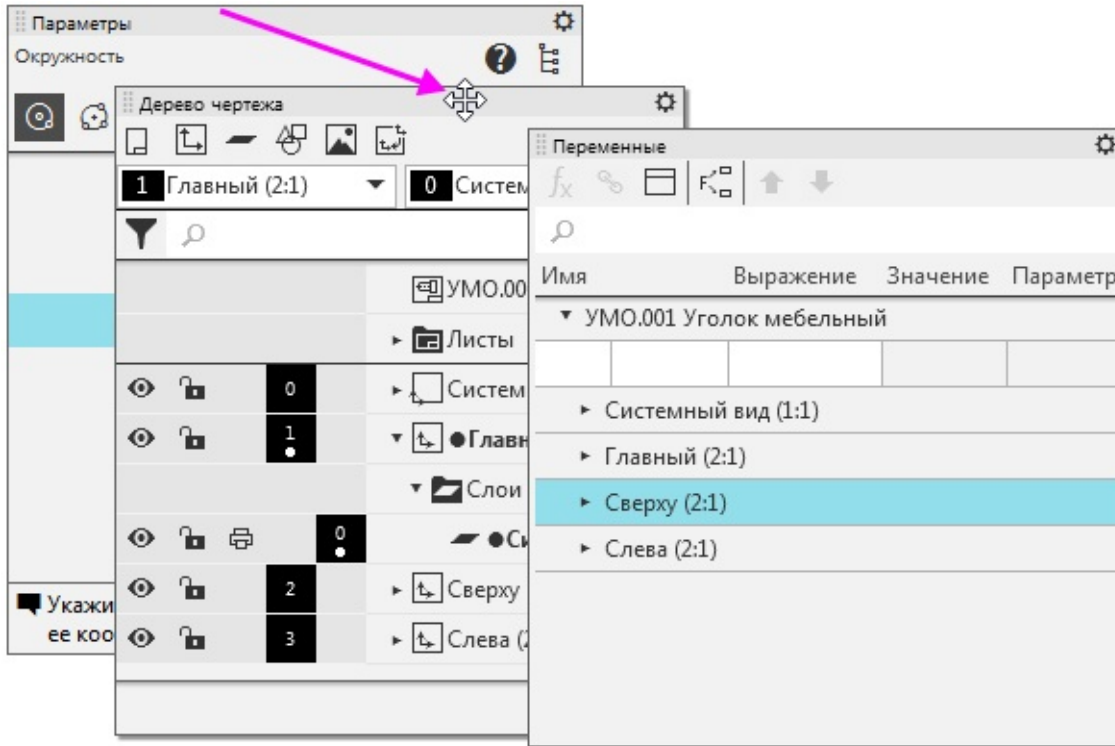 Параметры
Окружность
Дерево чертежа
1 Главный (2:1)
0 Систем
УМО.00
Листы
0 Систем
1 Главн
Слои
0
2 Сверху
3 Слева (2
Укажи
ее коо
Переменные
Имя Выражение Значение Параметр
УМО.001 Уголок мебельный
Системный вид (1:1)
Главный (2:1)
Сверху (2:1)
Слева (2:1)